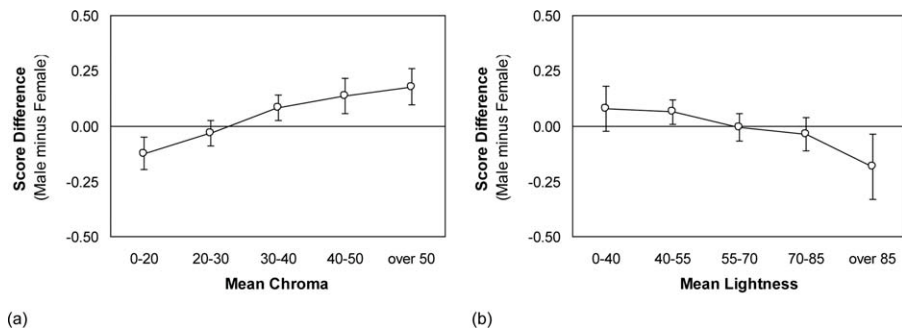 Score Difference
(Male minus Female)
0.50
0.25
0.00
-0.25
-0.50
0-20 20-30 30-40 40-50 over 50
Mean Chroma
(a)
Score Difference
(Male minus Female)
0.50
0.25
0.00
-0.25
-0.50
0-40 40-55 55-70 70-85 over 85
Mean Lightness
(b)